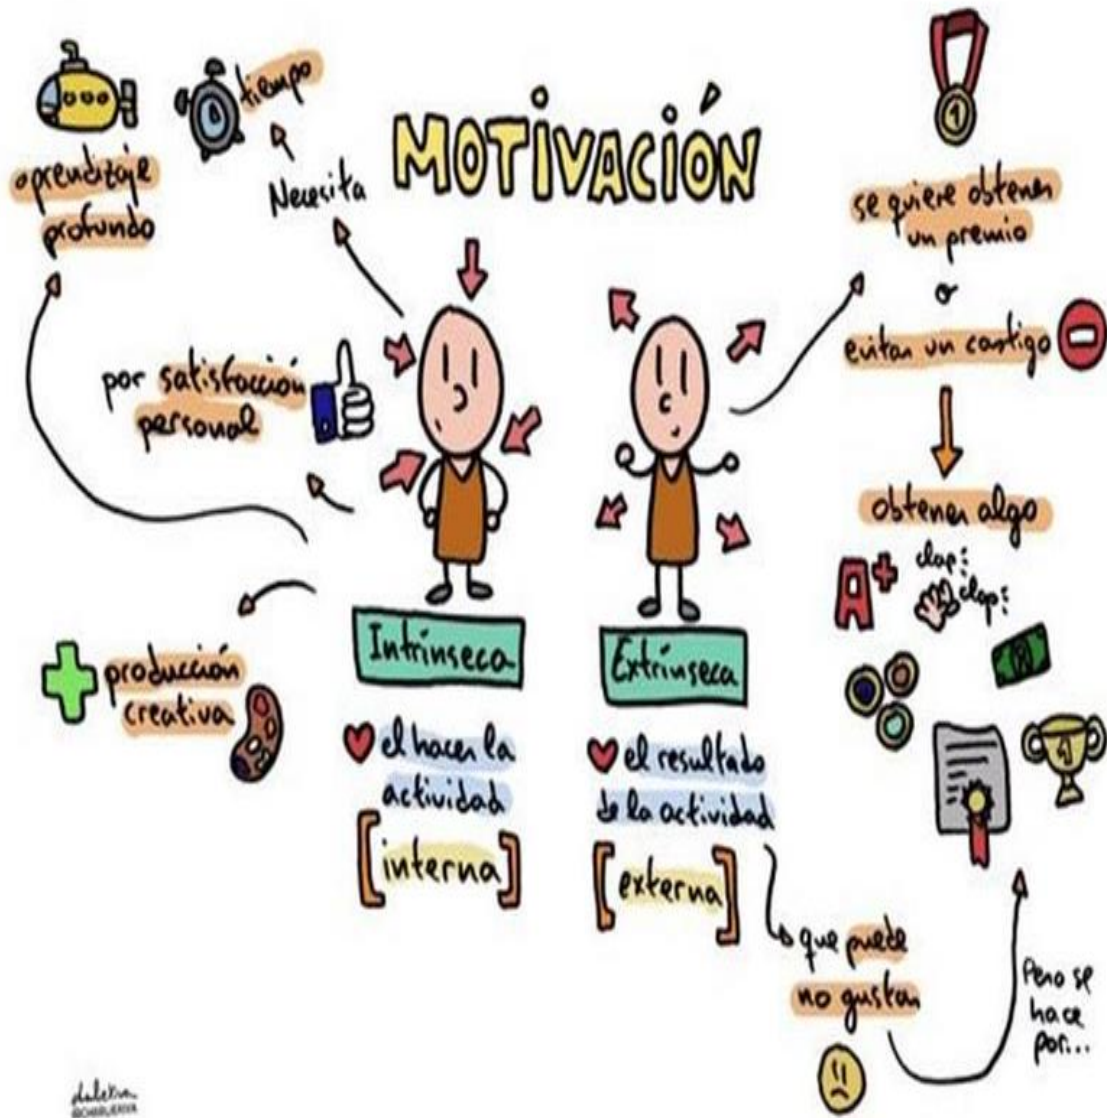 MOTIVACIÓN
tiempo
Necesita
aprendizaje
profundo
por satisfacción
personal
producción
creativa
Intrínseca
el hacer la
actividad
[interna]
Extrínseca
el resultado
de la actividad
[externa]
que puede
no gustar
Pero se
hace
por...
1
se quiere obtener
un premio
o
evitar un castigo
obtener algo
A+
clap!
clap!
1